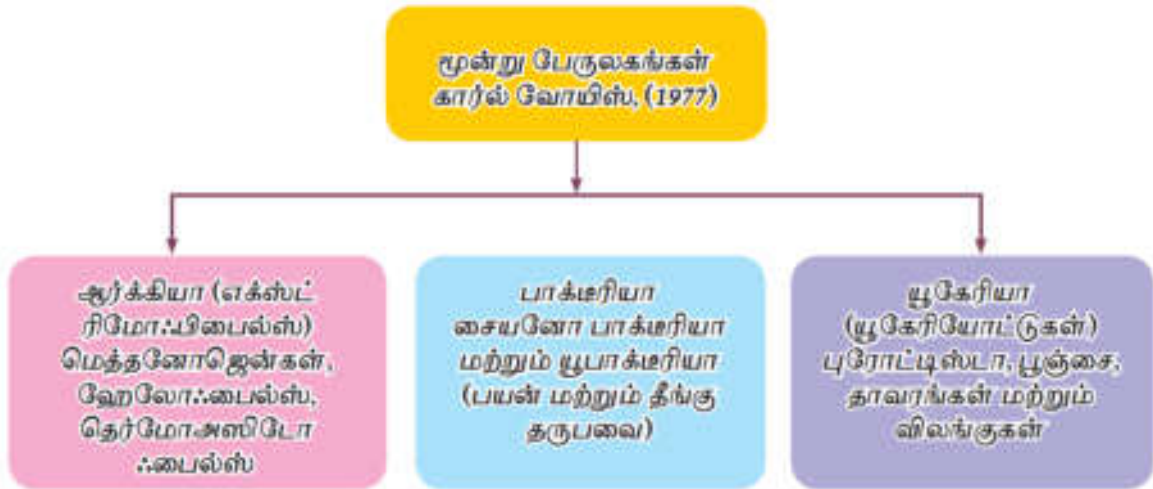 மூன்று பேருலகங்கள்
கார்ல் வோயிஸ், (1977)
ஆர்க்கியா (எக்ஸ்ட்
ரிமோஃபிபைல்ஸ்)
மெத்தனோஜென்கள்,
ஹேலோஃபைல்ஸ்,
தெர்மோஅஸிடோ
ஃபைல்ஸ்
பாக்டீரியா
சையனோ பாக்டீரியா
மற்றும் யூபாக்டீரியா
(பயன் மற்றும் தீங்கு
தருபவை)
யூகேரியா
(யூகேரியோட்டுகள்)
புரோட்டிஸ்டா, பூஞ்சை,
தாவரங்கள் மற்றும்
விலங்குகள்